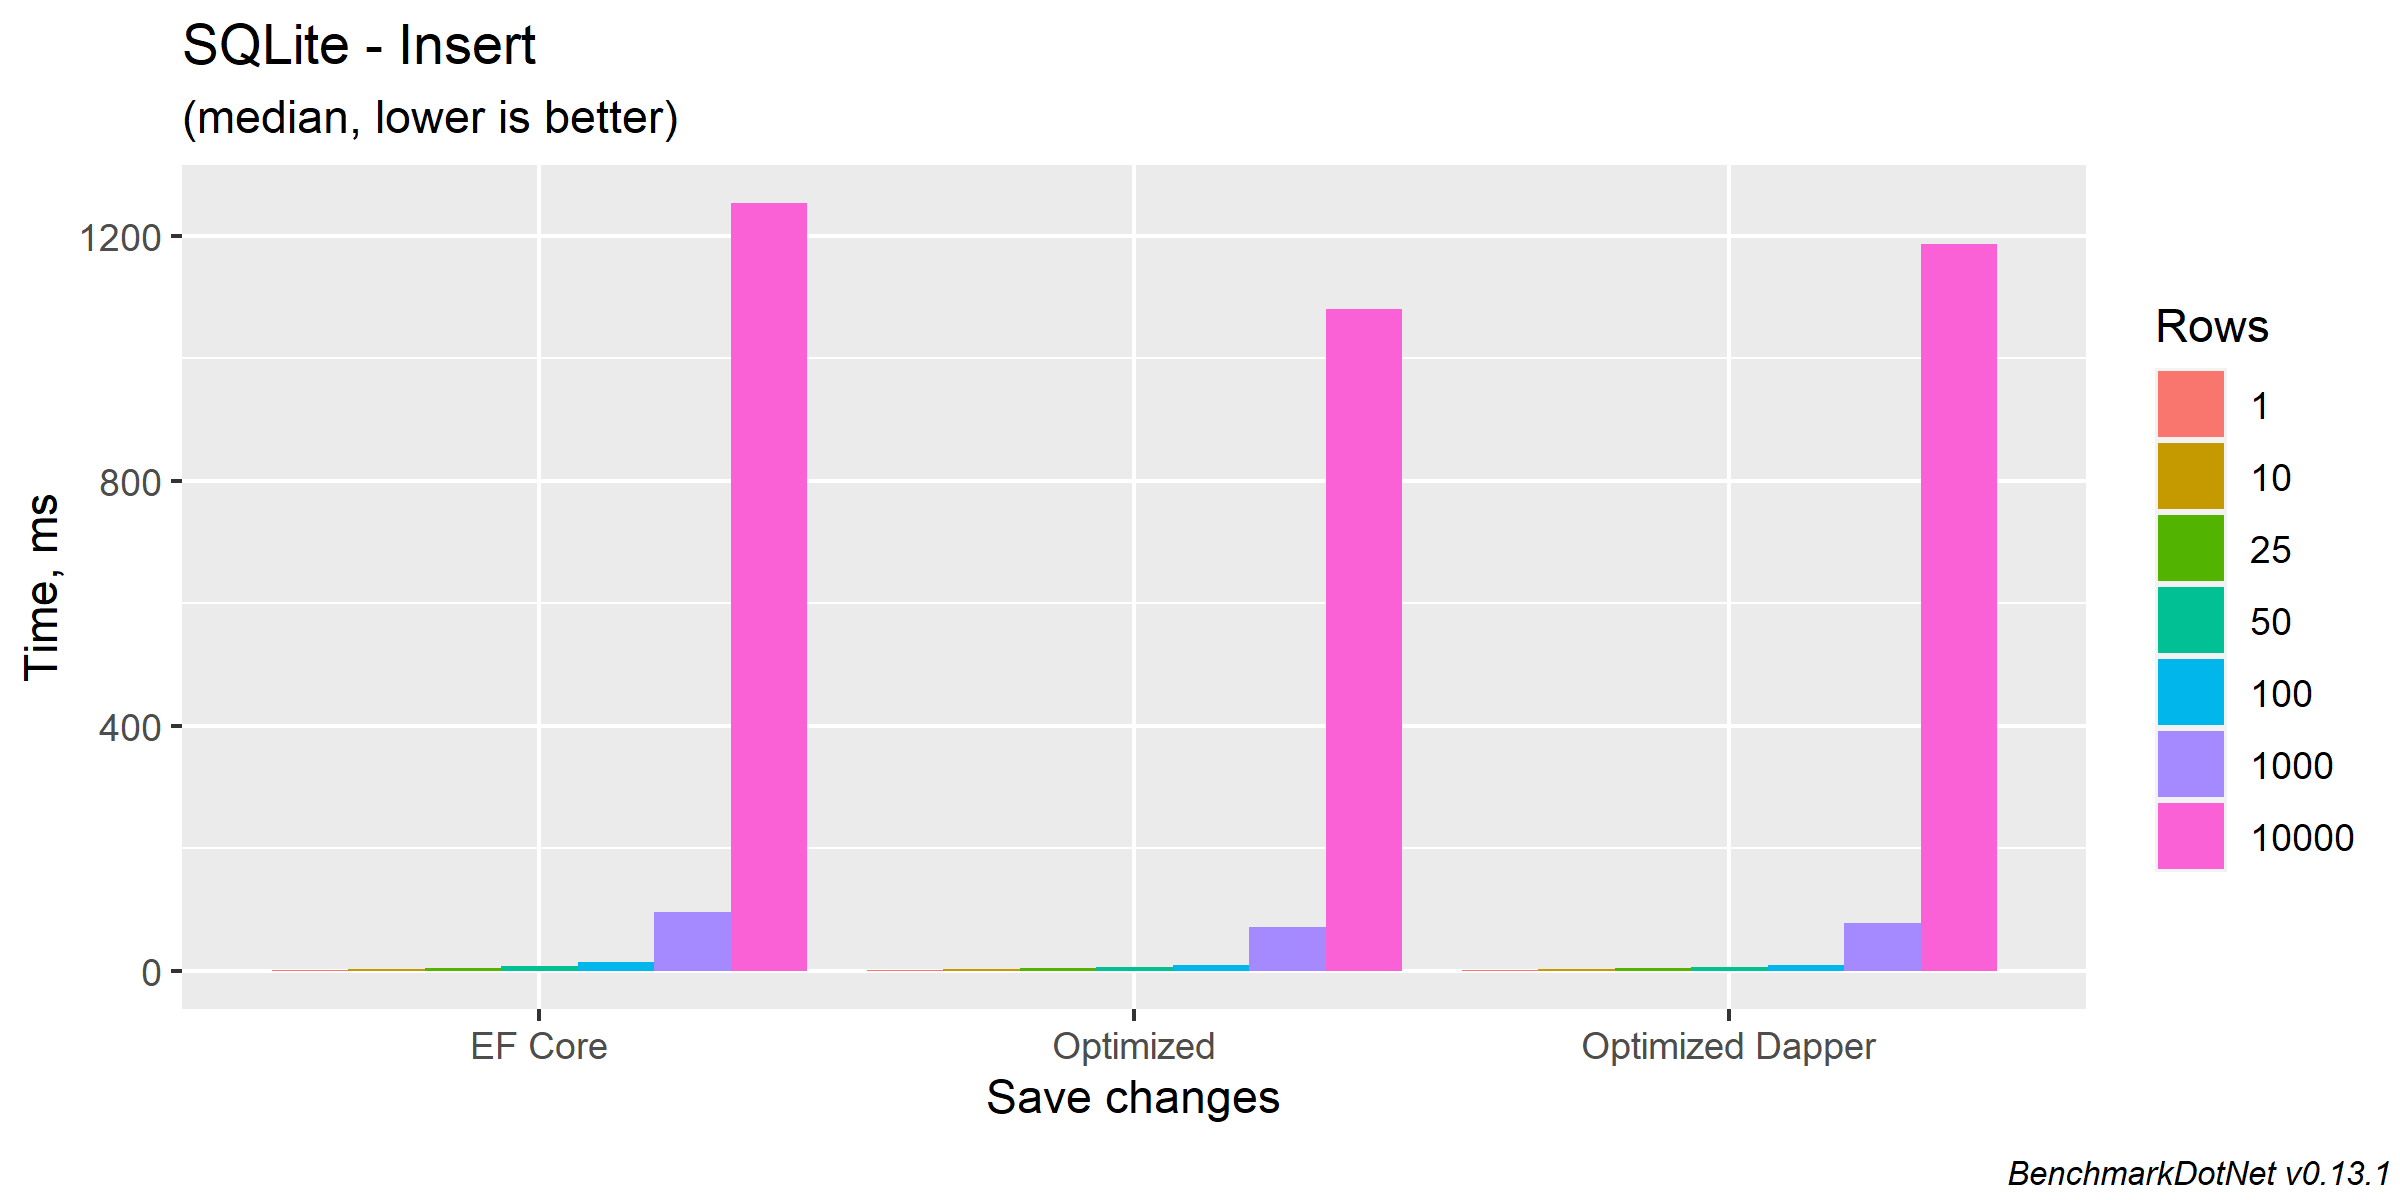 SQLite - Insert
(median, lower is better)
Time, ms
1200
800
400
0
EF Core
Optimized
Optimized Dapper
Save changes
Rows
1
10
25
50
100
1000
10000
BenchmarkDotNet v0.13.1